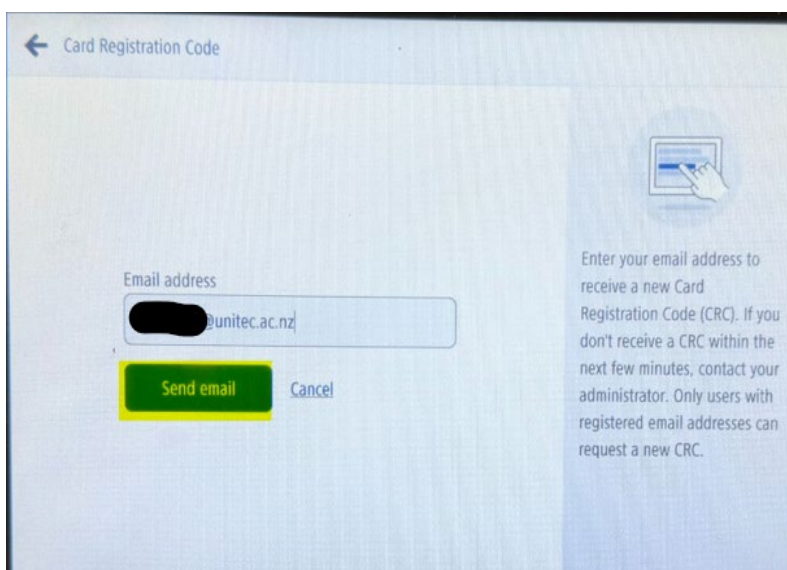 Card Registration Code
Email address
@unitec.ac.nz
Send email
Cancel
Enter your email address to
receive a new Card
Registration Code (CRC). If you
don't receive a CRC within the
next few minutes, contact your
administrator. Only users with
registered email addresses can
request a new CRC.